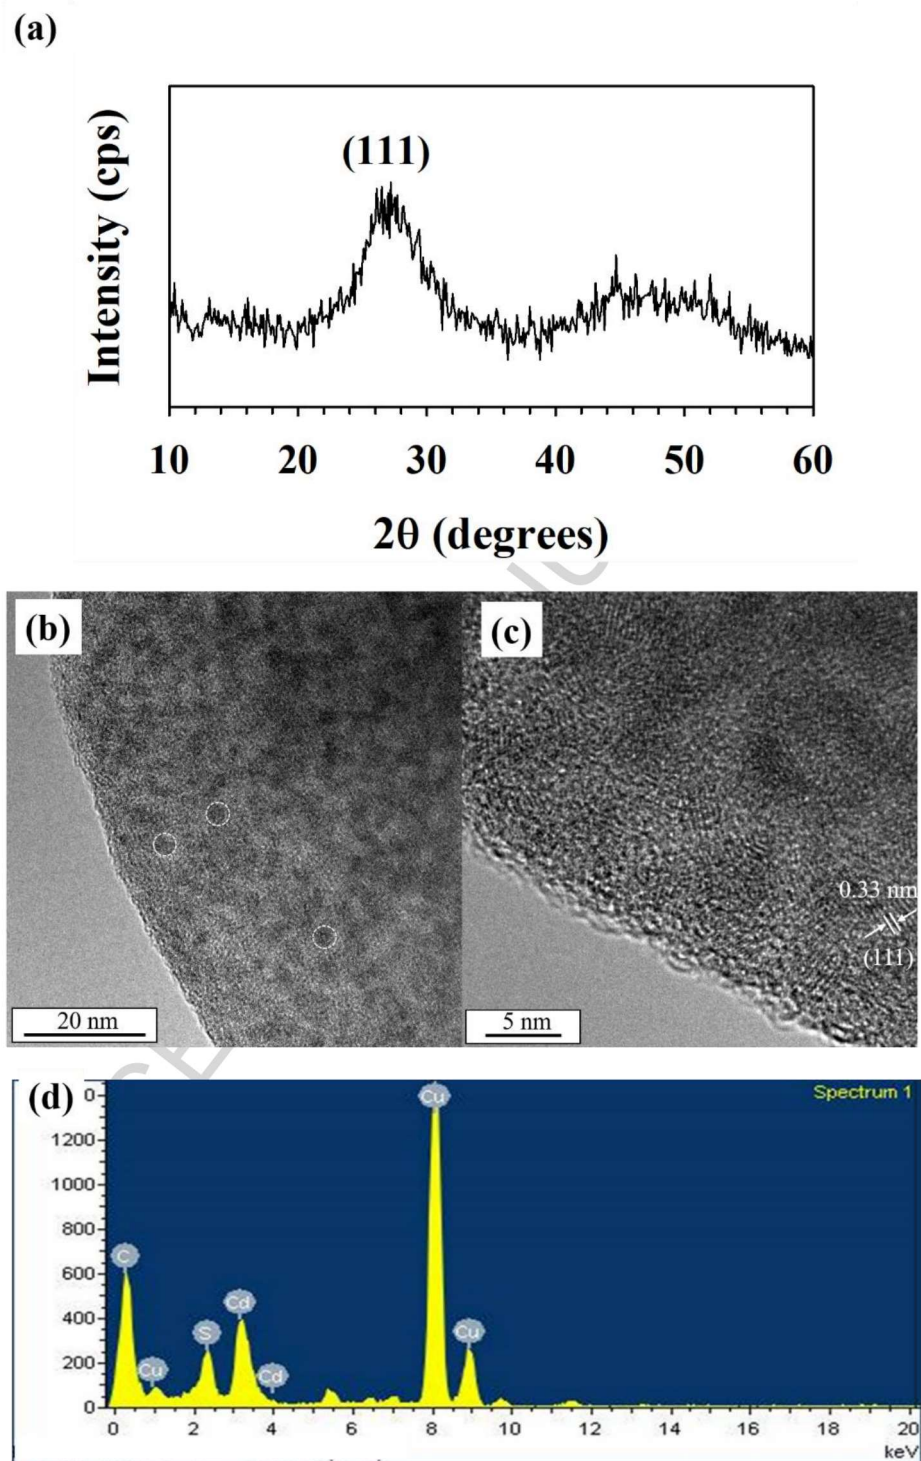 (a)
(111)
Intensity (cps)
10 20 30 40 50 60
2θ (degrees)
(b)
20 nm
(c)
0.33 nm
(111)
5 nm
(d)
Spectrum 1
0
1200
1000
800
600
400
200
0
C
Cu
S
Cd
Cd
Cu
Cu
0 2 4 6 8 10 12 14 16 18 20
keV